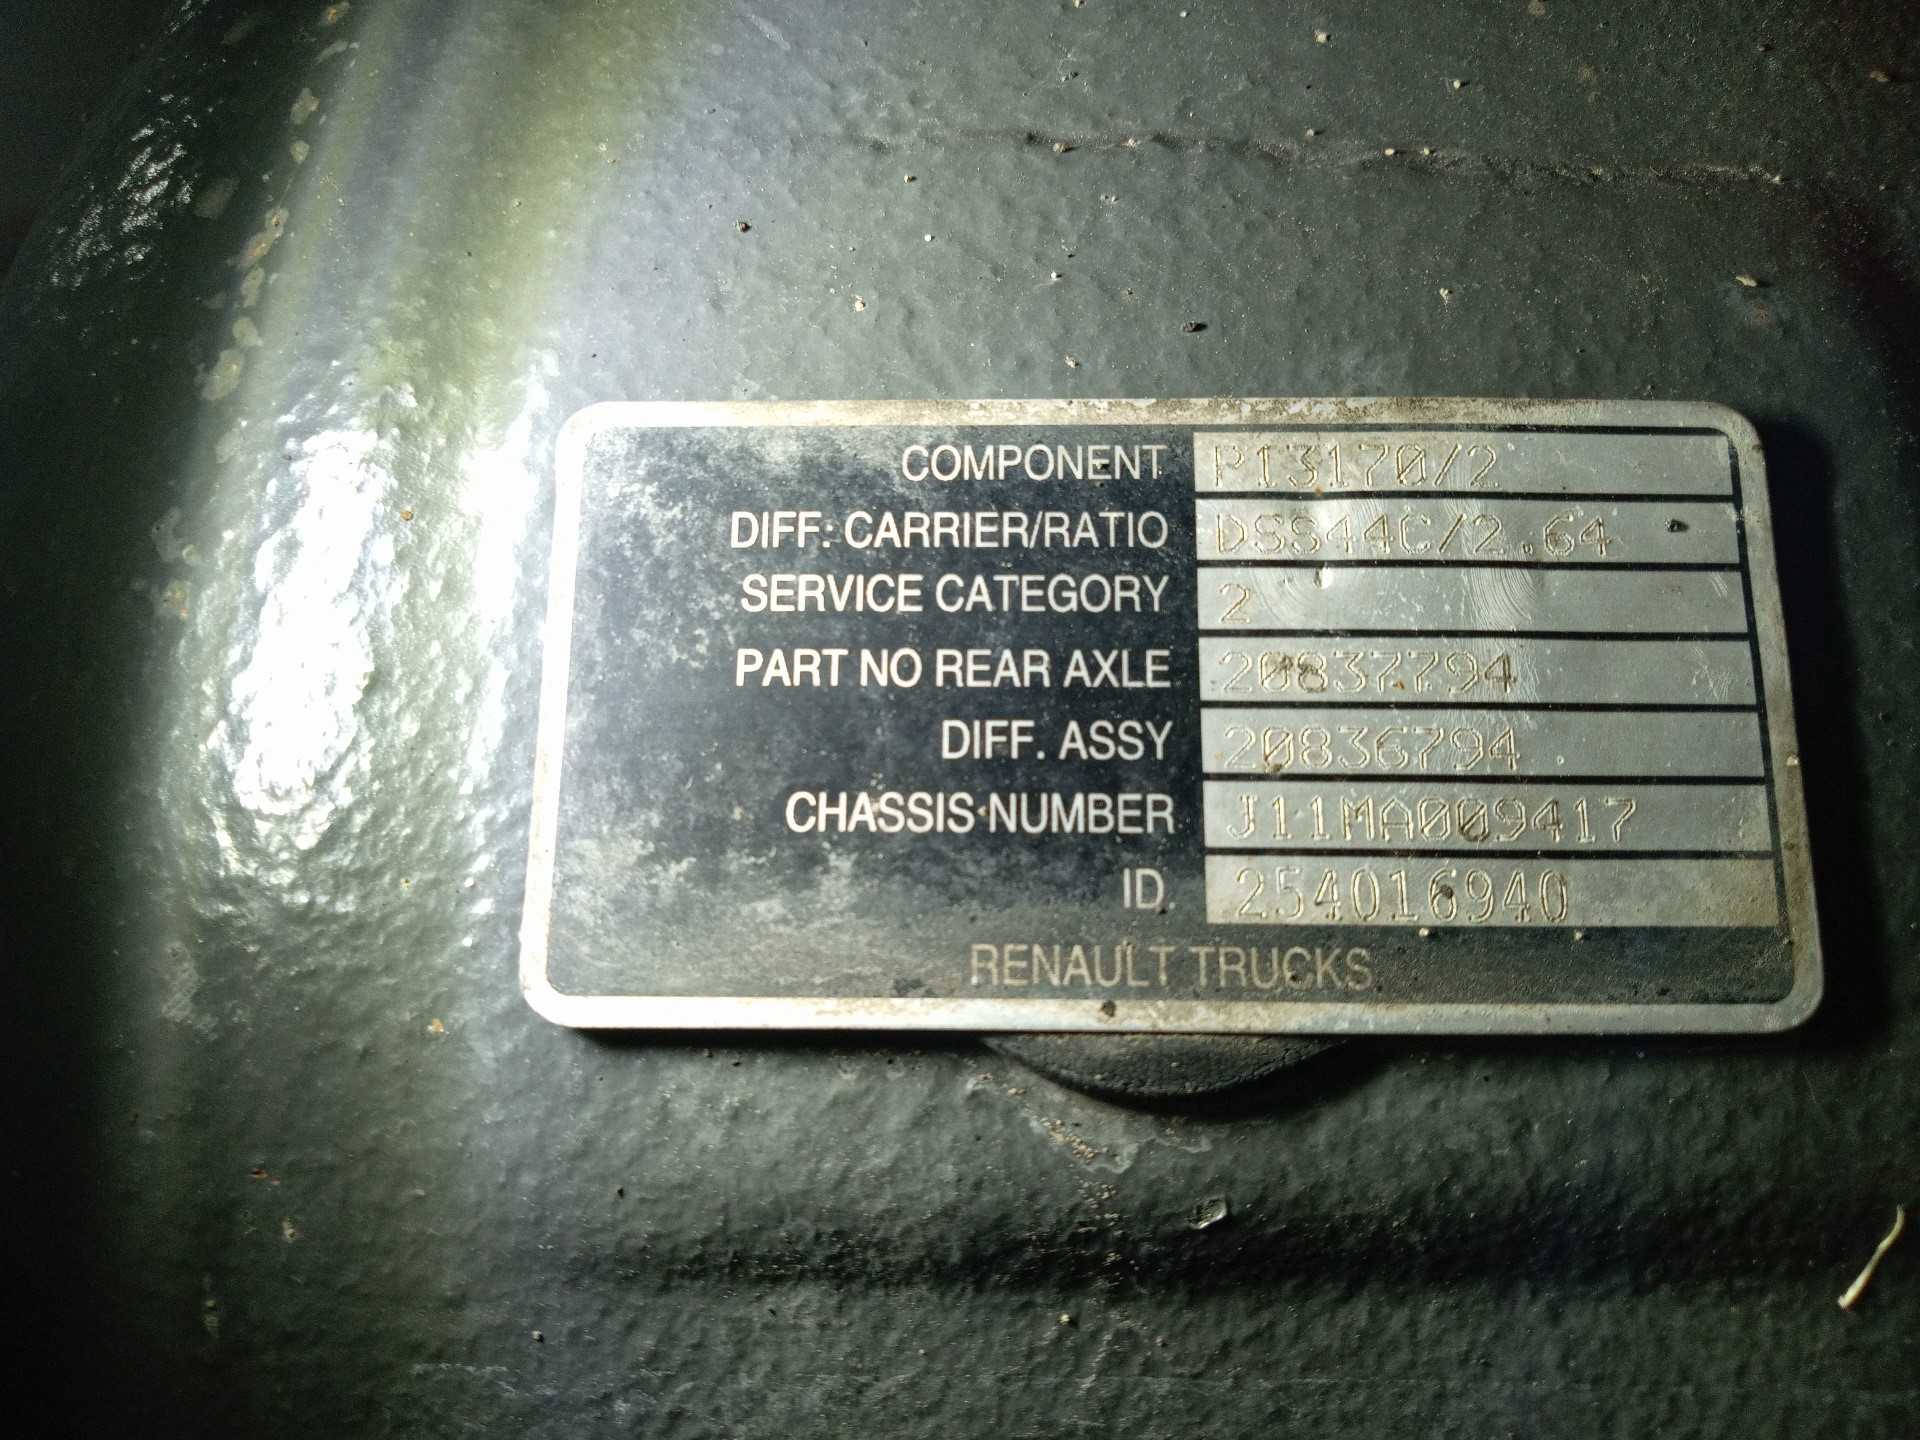 COMPONENT P13170/2
DIFF: CARRIER/RATIO DSS44C/2.64
SERVICE CATEGORY 2
PART NO REAR AXLE 20837794
DIFF. ASSY 20836794
CHASSIS NUMBER J11MA009417
ID. 254016940
RENAULT TRUCKS